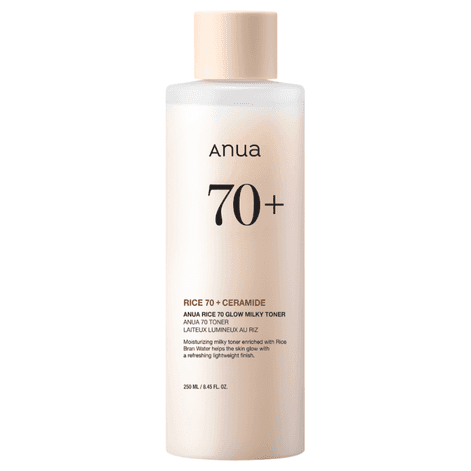 Anua
70+
RICE 70 + CERAMIDE
ANUA RICE 70 GLOW MILKY TONER
ANUA 70 TONER
LAITEUX LUMINEUX AU RIZ
Moisturizing milky toner enriched with Rice
Bran Water helps the skin glow with
a refreshing lightweight finish.
250 ML / 8.45 FL. OZ.